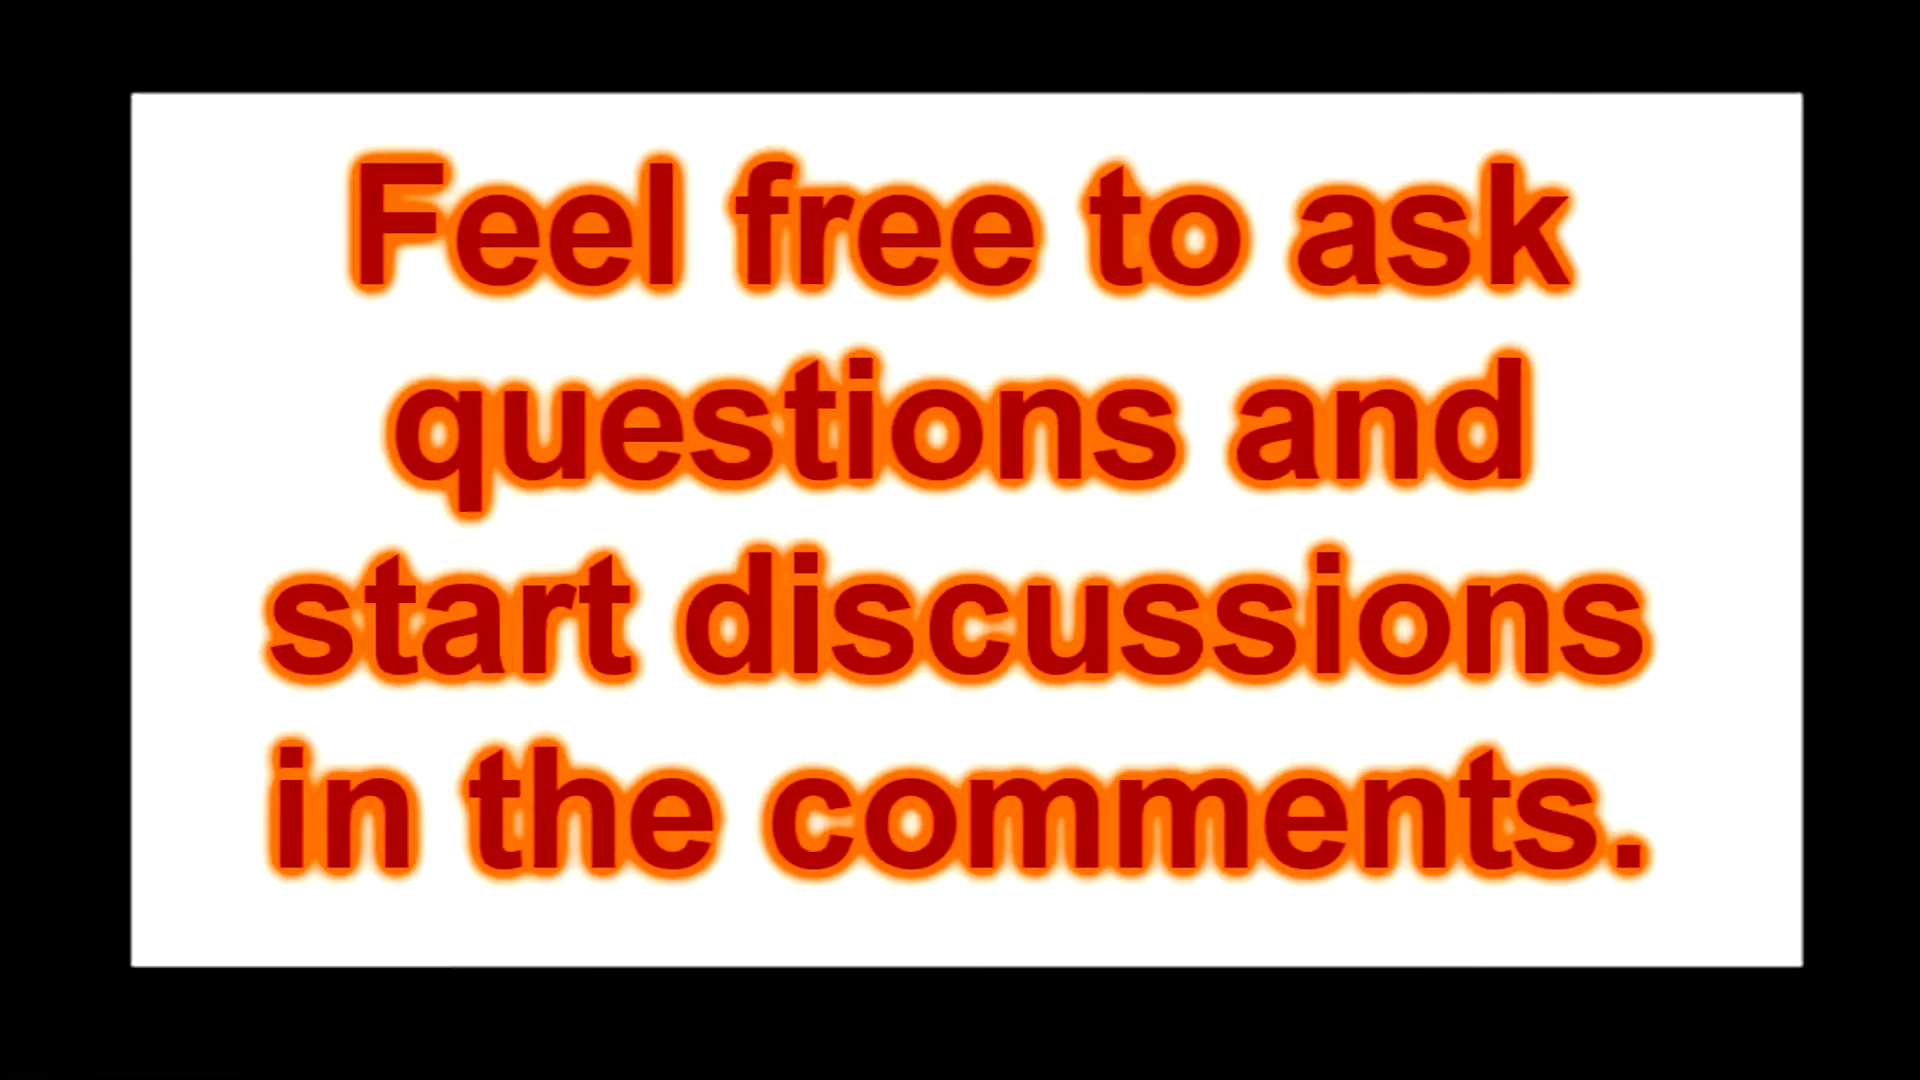 Feel free to ask
questions and
start discussions
in the comments.